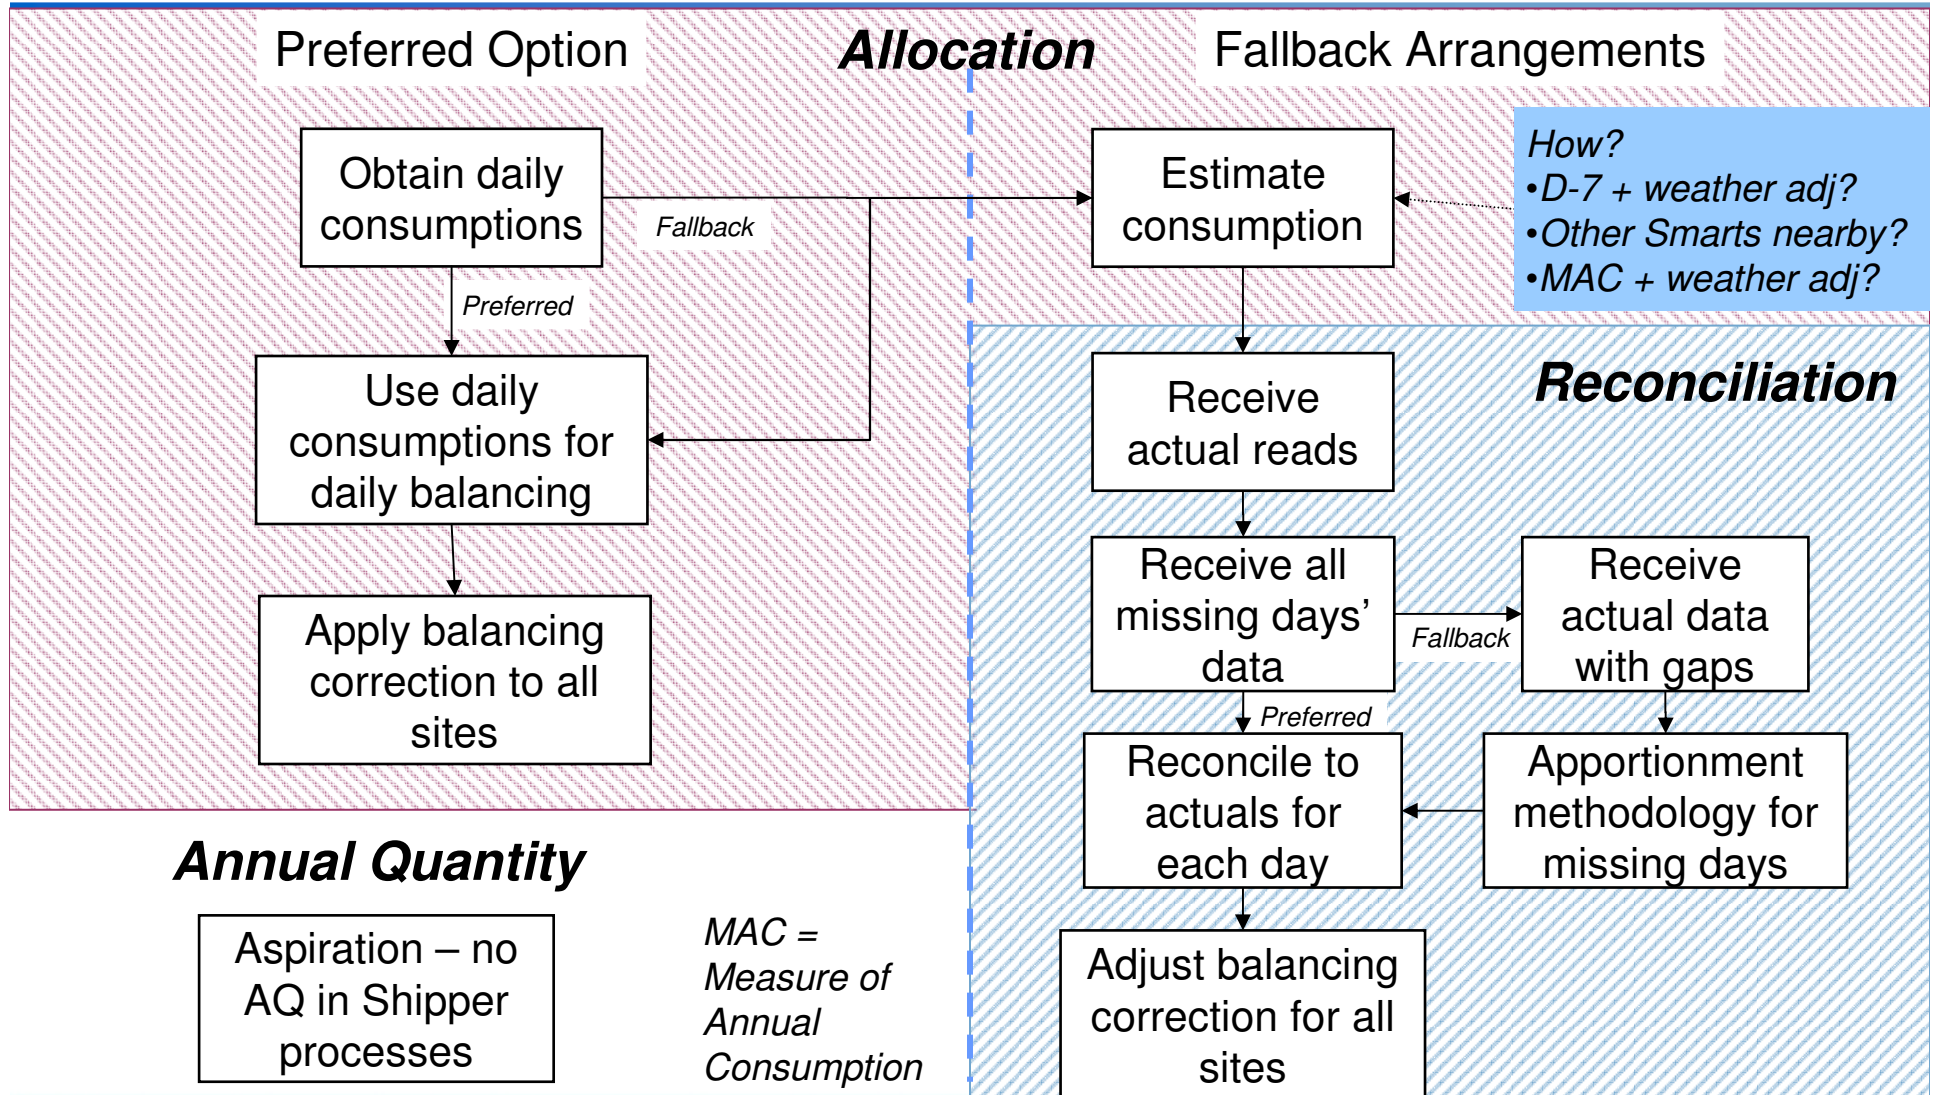 Preferred Option
Allocation
Fallback Arrangements
Obtain daily
consumptions
Fallback
Estimate
consumption
How?
•D-7 + weather adj?
•Other Smarts nearby?
•MAC + weather adj?
Preferred
Use daily
consumptions for
daily balancing
Receive
actual reads
Reconciliation
Apply balancing
correction to all
sites
Receive all
missing days’
data
Fallback
Receive
actual data
with gaps
Preferred
Reconcile to
actuals for
each day
Apportionment
methodology for
missing days
Adjust balancing
correction for all
sites
Annual Quantity
Aspiration – no
AQ in Shipper
processes
MAC =
Measure of
Annual
Consumption